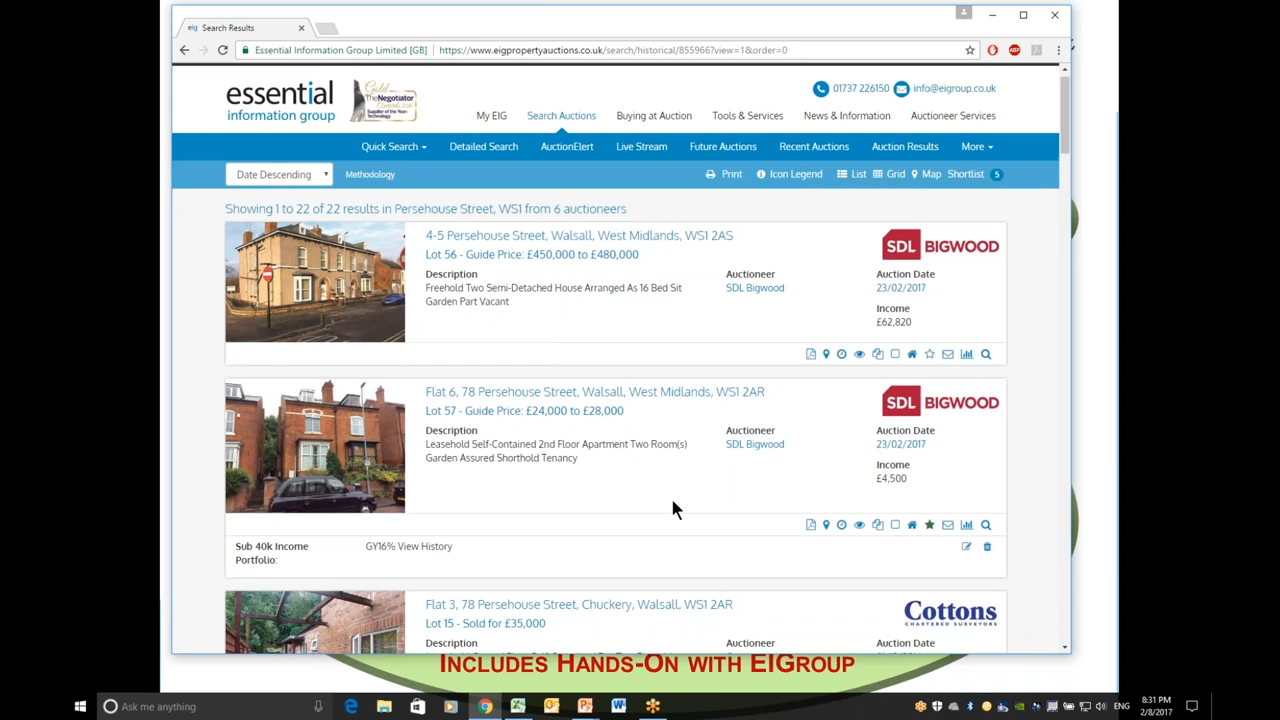 eig Search Results
Essential Information Group Limited [GB] https://www.eigpropertyauctions.co.uk/search/historical/855966?view=1&order=0
ABP
essential
information group
Gold
The Negotiator
01737 226150 info@eigroup.co.uk
My EIG Search Auctions Buying at Auction Tools & Services News & Information Auctioneer Services
Quick Search Detailed Search AuctionElert Live Stream Future Auctions Recent Auctions Auction Results More
Date Descending Methodology Print Icon Legend List Grid Map Shortlist 5
Showing 1 to 22 of 22 results in Persehouse Street, WS1 from 6 auctioneers
4-5 Persehouse Street, Walsall, West Midlands, WS1 2AS
SDL BIGWOOD
Lot 56 - Guide Price: £450,000 to £480,000
Description Auctioneer Auction Date
Freehold Two Semi-Detached House Arranged As 16 Bed Sit SDL Bigwood 23/02/2017
Garden Part Vacant
Income
£62,820
Flat 6, 78 Persehouse Street, Walsall, West Midlands, WS1 2AR
SDL BIGWOOD
Lot 57 - Guide Price: £24,000 to £28,000
Description Auctioneer Auction Date
Leasehold Self-Contained 2nd Floor Apartment Two Room(s) SDL Bigwood 23/02/2017
Garden Assured Shorthold Tenancy
Income
£4,500
Sub 40k Income GY16% View History
Portfolio:
Flat 3, 78 Persehouse Street, Chuckery, Walsall, WS1 2AR
Cottons
CHARTERED SURVEYORS
Lot 15 - Sold for £35,000
Description Auctioneer Auction Date
INCLUDES HANDS-ON WITH EIGROUP
Ask me anything
ENG
8:31 PM
2/8/2017